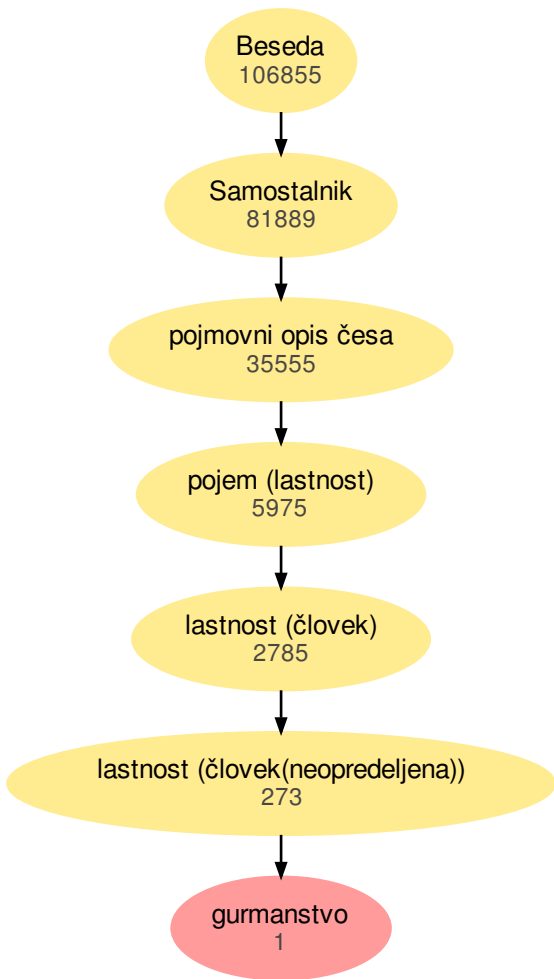 Beseda
106855
Samostalnik
81889
pojmovni opis česa
35555
pojem (lastnost)
5975
lastnost (človek)
2785
lastnost (človek(neopredeljena))
273
gurmanstvo
1